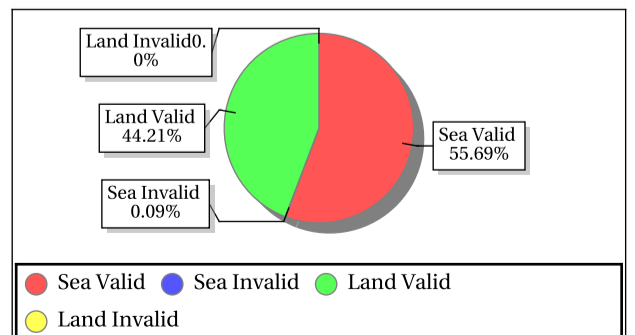 Land Invalid0.
0%
Land Valid
44.21%
Sea Valid
55.69%
Sea Invalid
0.09%
Sea Valid Sea Invalid Land Valid
Land Invalid